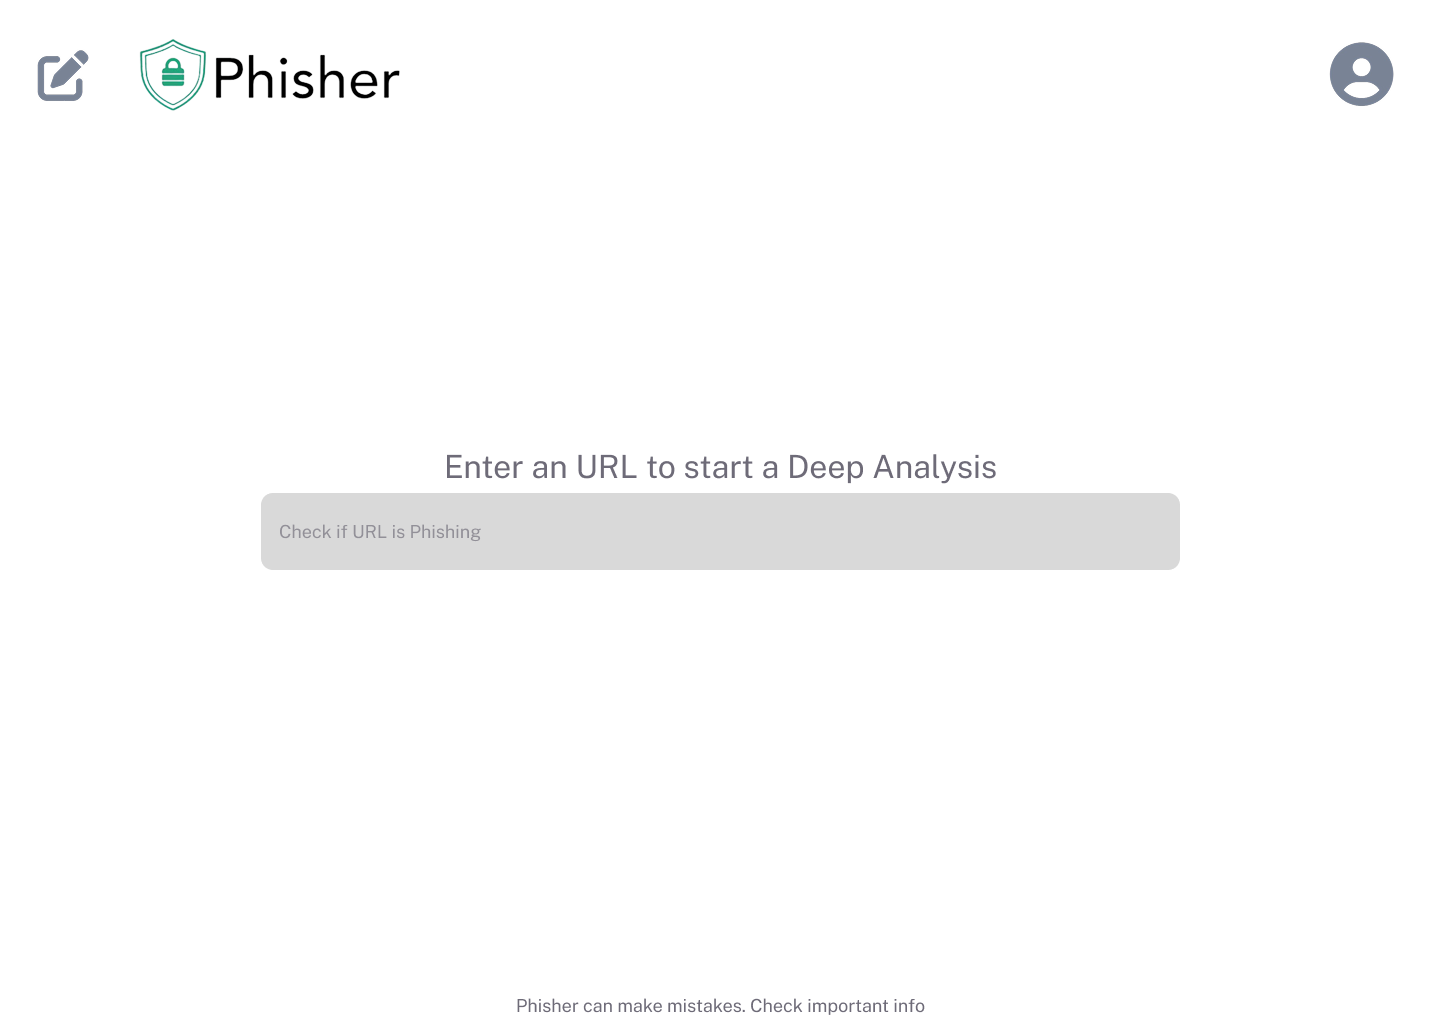 Phisher
Enter an URL to start a Deep Analysis
Check if URL is Phishing
Phisher can make mistakes. Check important info